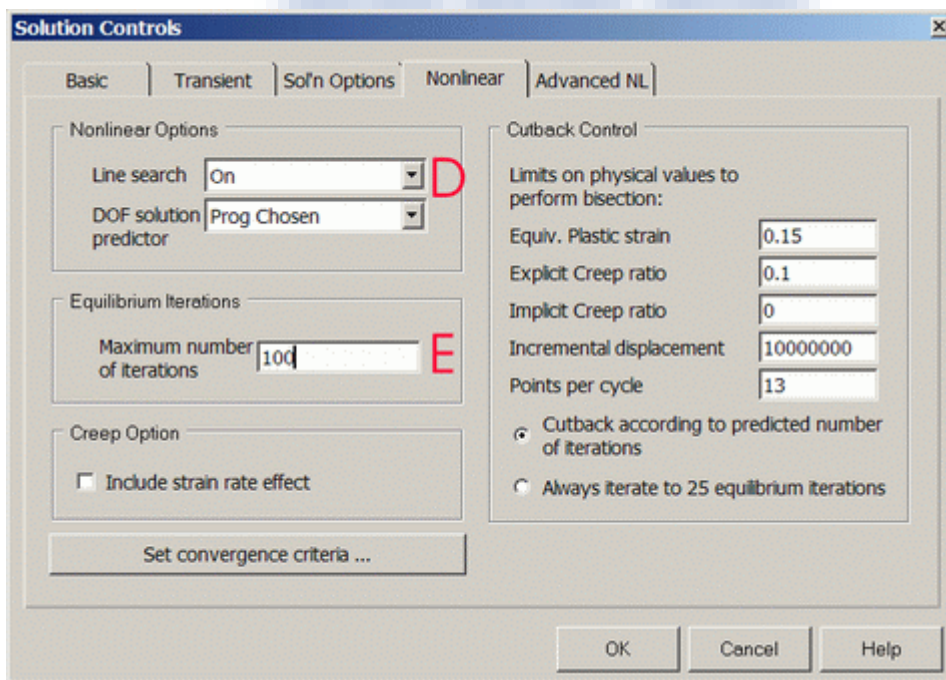 Solution Controls
Basic
Transient
Sol'n Options
Nonlinear
Advanced NL
Nonlinear Options
Line search
On
D
DOF solution
predictor
Prog Chosen
Equilibrium Iterations
Maximum number
of iterations
100
E
Creep Option
Include strain rate effect
Set convergence criteria ...
Cutback Control
Limits on physical values to
perform bisection:
Equiv. Plastic strain
0.15
Explicit Creep ratio
0.1
Implicit Creep ratio
0
Incremental displacement
10000000
Points per cycle
13
Cutback according to predicted number
of iterations
Always iterate to 25 equilibrium iterations
OK
Cancel
Help